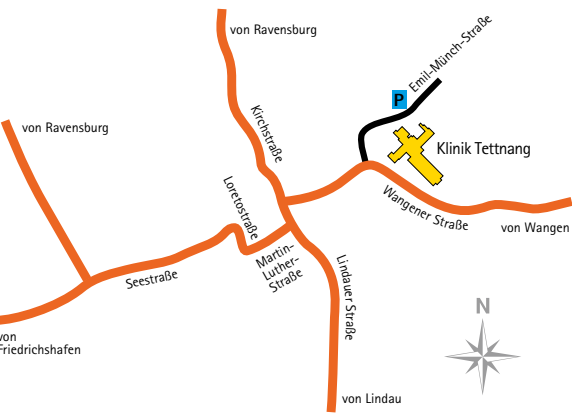 von Ravensburg
Emil-Münch-Straße
P
Kirchstraße
von Ravensburg
Klinik Tettnang
Loretostraße
Wangener Straße
von Wangen
Martin-
Luther-
Straße
Lindauer Straße
Seestraße
N
von
Friedrichshafen
von Lindau